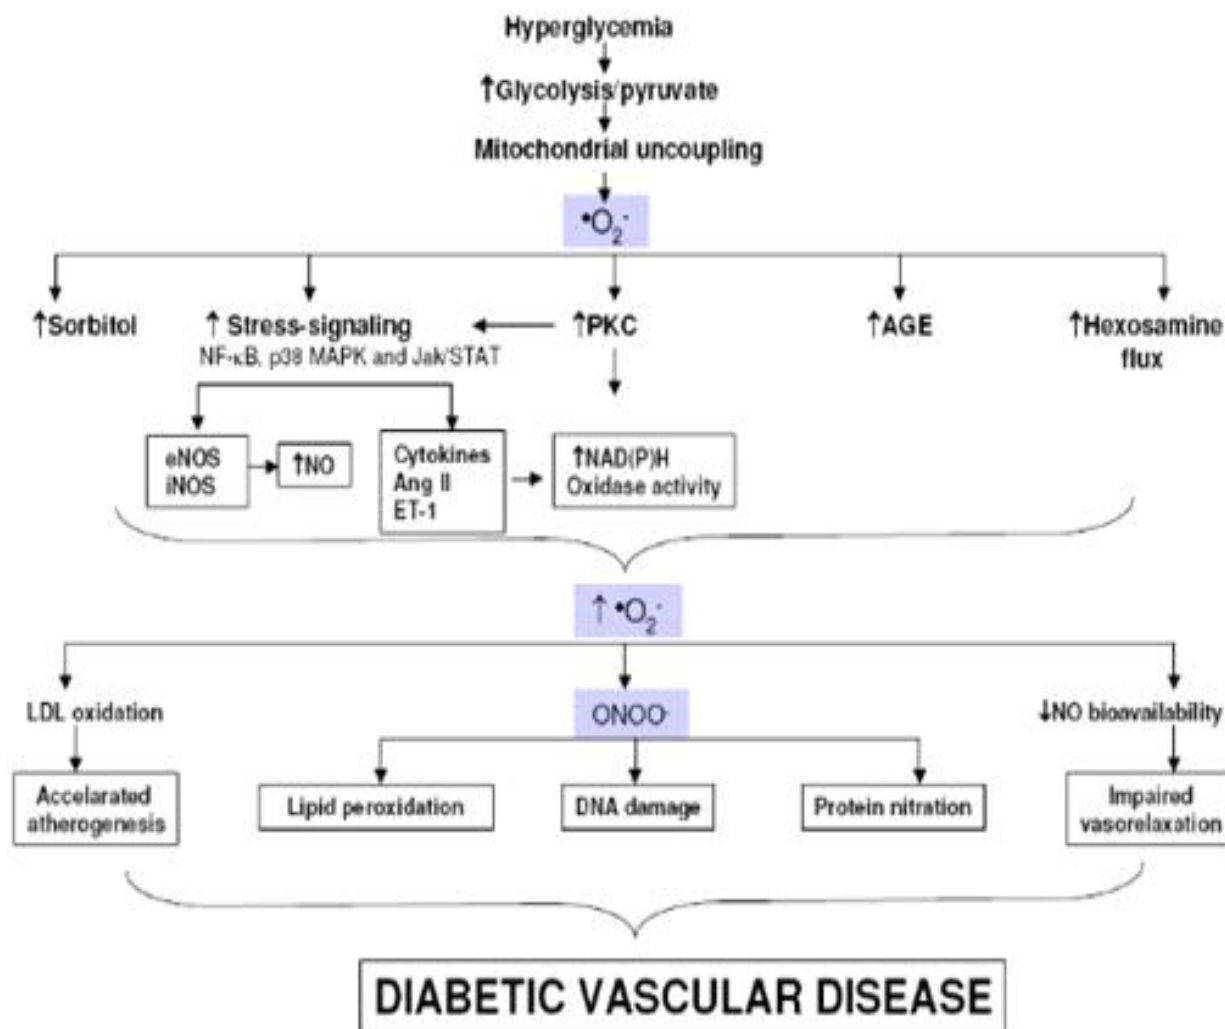 Hyperglycemia
↑Glycolysis/pyruvate
Mitochondrial uncoupling
•O₂⁻
↑Sorbitol
↑ Stress-signaling
NF-κB, p38 MAPK and Jak/STAT
↑PKC
↑AGE
↑Hexosamine
flux
eNOS
iNOS
↑NO
Cytokines
Ang II
ET-1
↑NAD(P)H
Oxidase activity
↑ •O₂⁻
LDL oxidation
ONOO⁻
↓NO bioavailability
Accelarated
atherogenesis
Lipid peroxidation
DNA damage
Protein nitration
Impaired
vasorelaxation
DIABETIC VASCULAR DISEASE